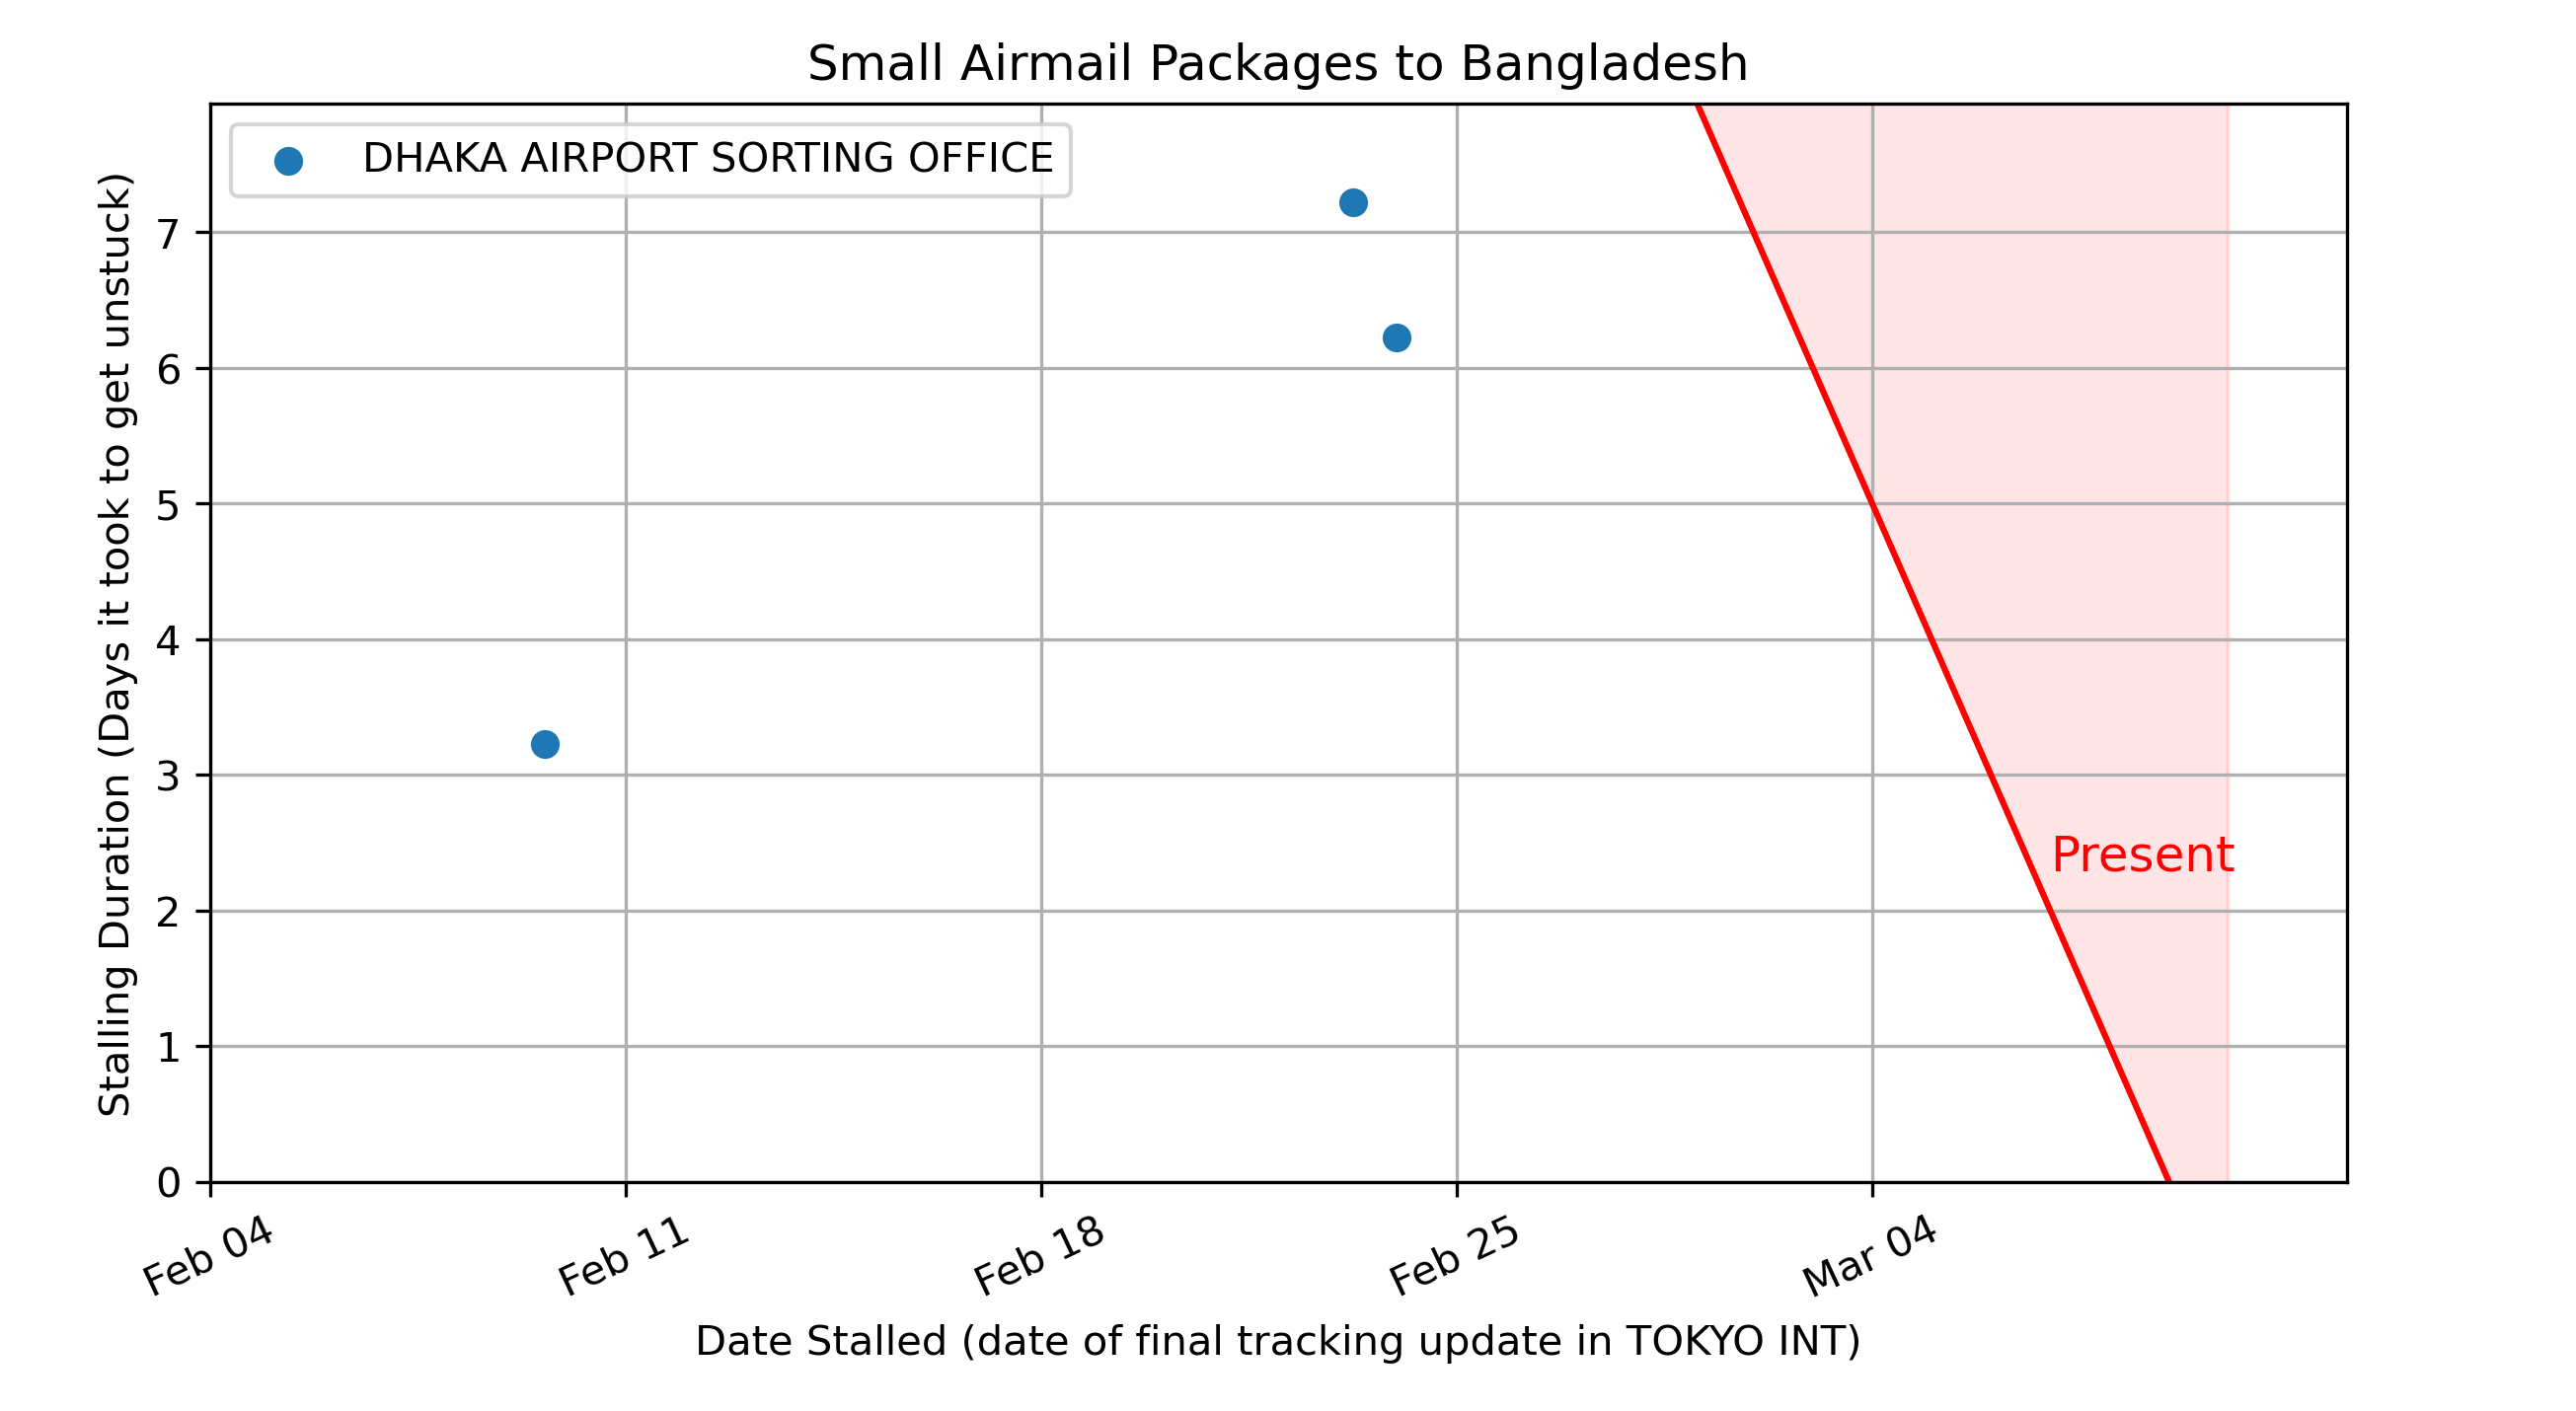 Small Airmail Packages to Bangladesh
DHAKA AIRPORT SORTING OFFICE
Stalling Duration (Days it took to get unstuck)
7
6
5
4
3
2
1
0
Present
Feb 04
Feb 11
Feb 18
Feb 25
Mar 04
Date Stalled (date of final tracking update in TOKYO INT)